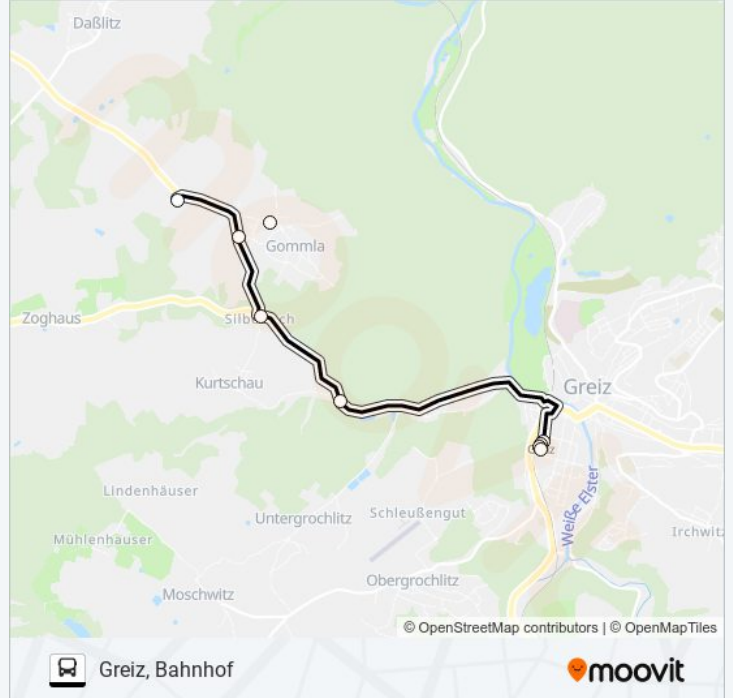 Daßlitz
Gommla
Zoghaus
Kurtschau
Greiz
Lindenhäuser
Weiße Elster
Untergrochlitz
Schleußengut
Irchwitz
Mühlenhäuser
Obergrochlitz
Moschwitz
© OpenStreetMap contributors | © OpenMapTiles
Greiz, Bahnhof
moovit